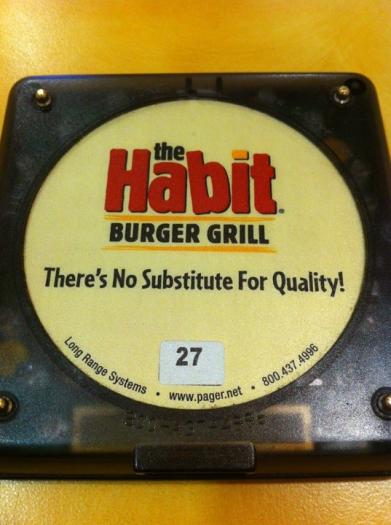 the
Habit
BURGER GRILL
There's No Substitute For Quality!
27
Long Range Systems • www.pager.net • 800.437.4996